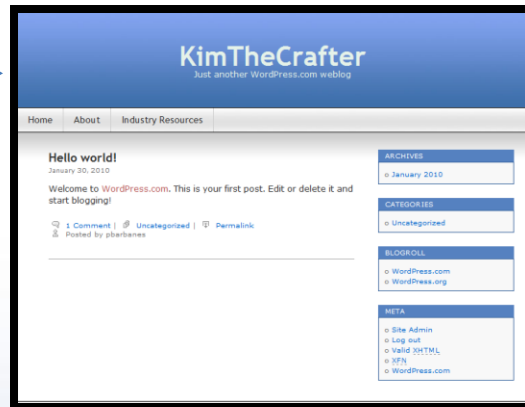 KimTheCrafter
Just another WordPress.com weblog
Home About Industry Resources
Hello world!
January 30, 2010
Welcome to WordPress.com. This is your first post. Edit or delete it and
start blogging!
1 Comment | Uncategorized | Permalink
Posted by pbarbanes
ARCHIVES
January 2010
CATEGORIES
Uncategorized
BLOGROLL
WordPress.com
WordPress.org
META
Site Admin
Log out
Valid XHTML
XFN
WordPress.com